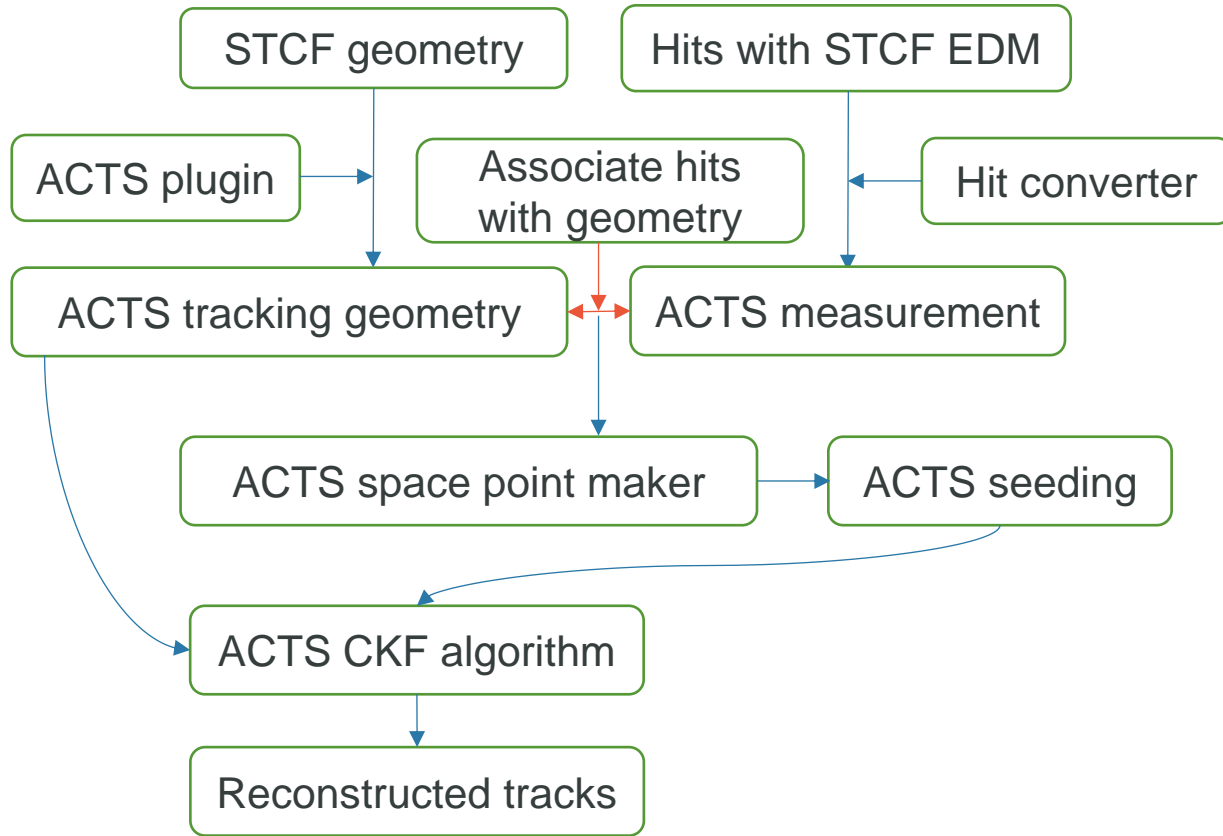 STCF geometry
Hits with STCF EDM
ACTS plugin
Associate hits
with geometry
Hit converter
ACTS tracking geometry
ACTS measurement
ACTS space point maker
ACTS seeding
ACTS CKF algorithm
Reconstructed tracks